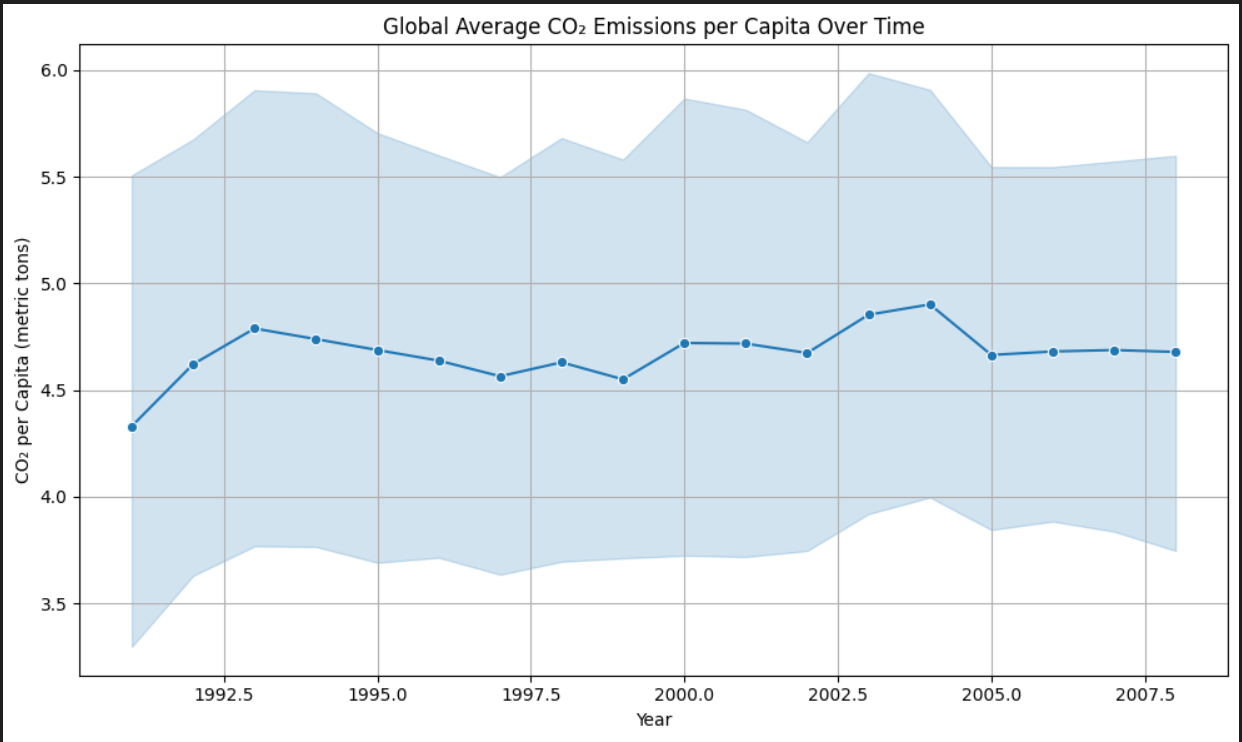 Global Average CO₂ Emissions per Capita Over Time
6.0
5.5
5.0
4.5
4.0
3.5
CO₂ per Capita (metric tons)
1992.5 1995.0 1997.5 2000.0 2002.5 2005.0 2007.5
Year